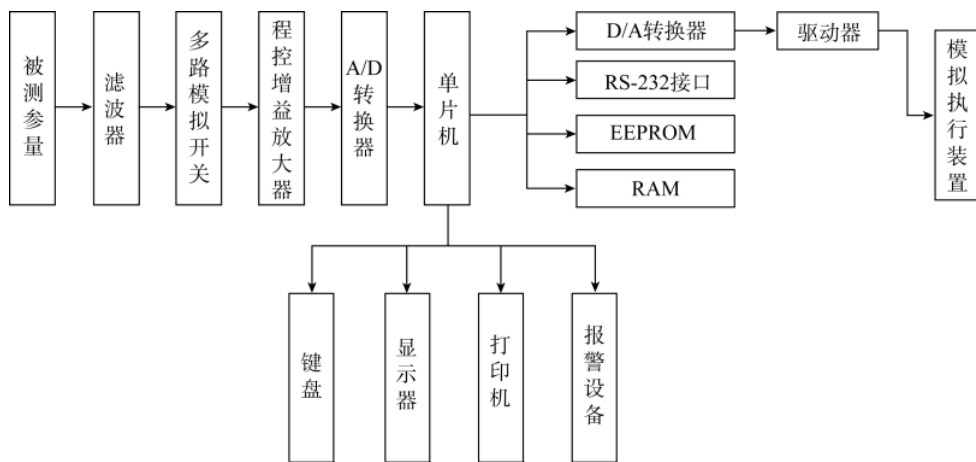 被测参量
滤波器
多路模拟开关
程控增益放大器
A/D转换器
单片机
D/A转换器
驱动器
模拟执行装置
RS-232接口
EEPROM
RAM
键盘
显示器
打印机
报警设备